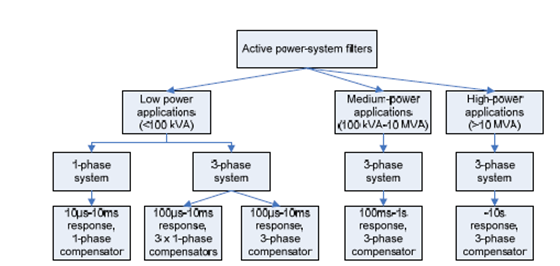 Active power-system filters
Low power
applications
(<100 kVA)
Medium-power
applications
(100 kVA-10 MVA)
High-power
applications
(>10 MVA)
1-phase
system
3-phase
system
3-phase
system
3-phase
system
10µs-10ms
response,
1-phase
compensator
100µs-10ms
response,
3 x 1-phase
compensators
100µs-10ms
response,
3-phase
compensator
100ms-1s
response,
3-phase
compensator
-10s
response,
3-phase
compensator